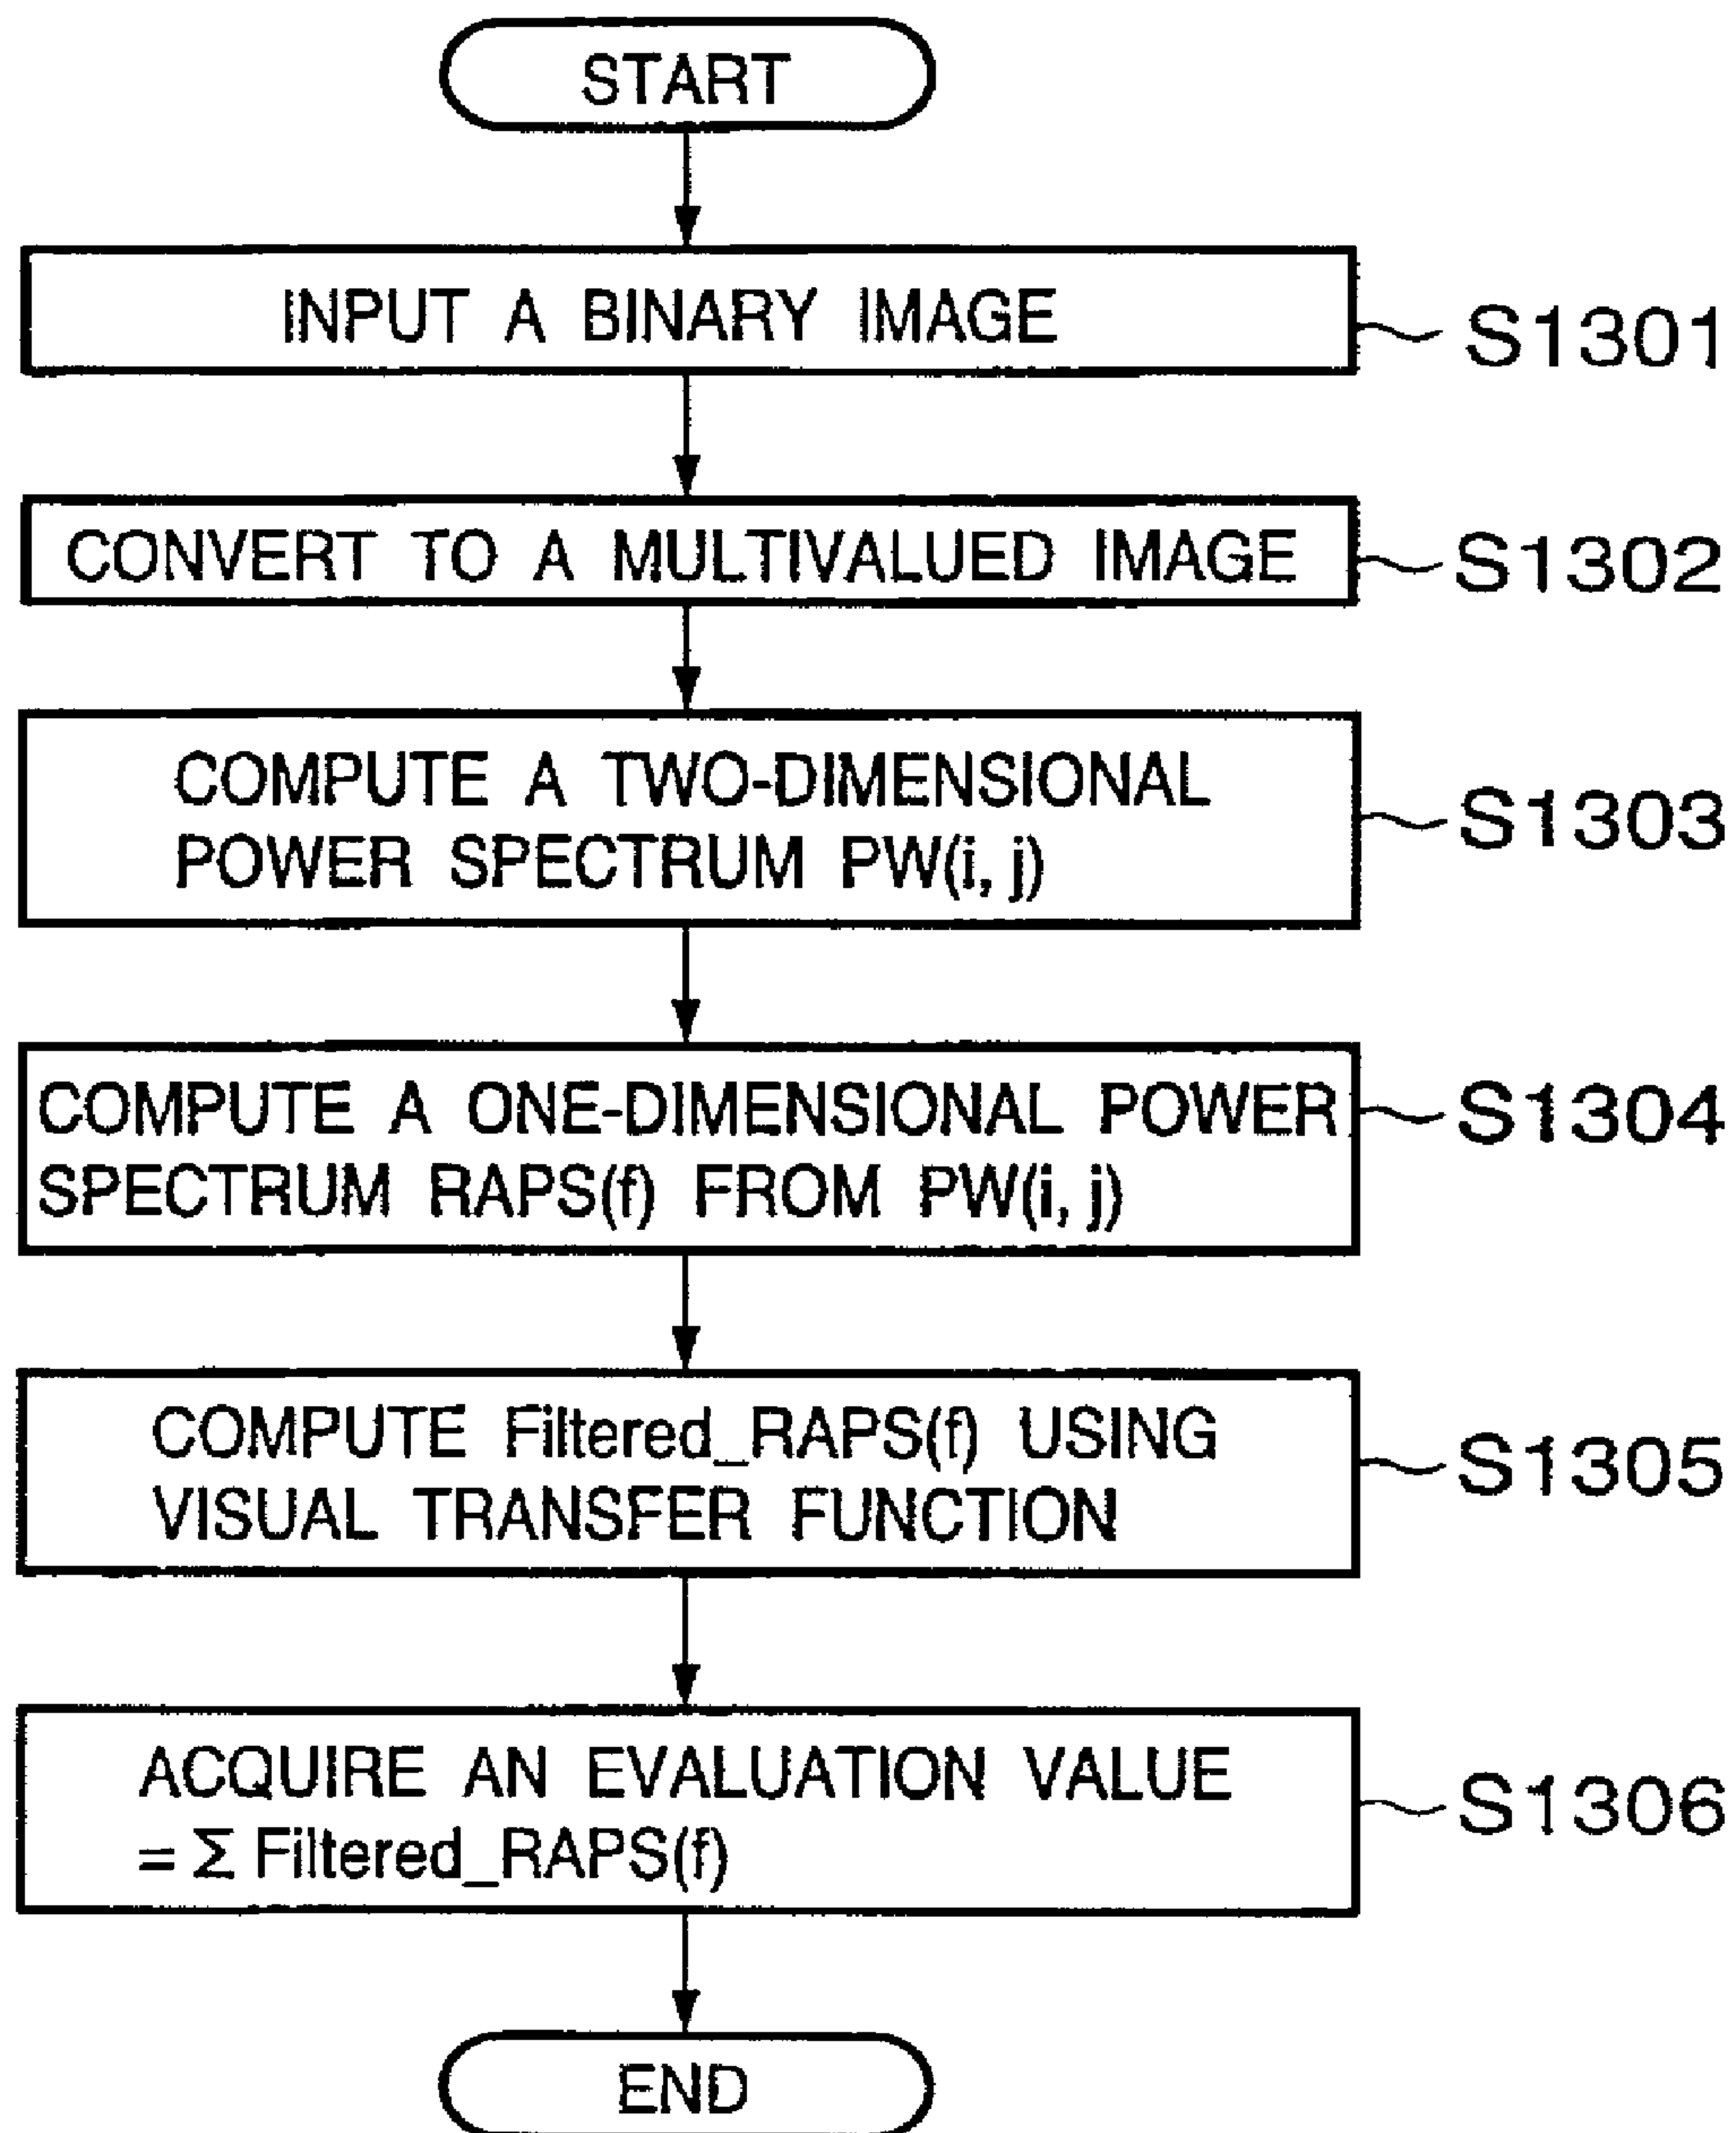 START
INPUT A BINARY IMAGE
S1301
CONVERT TO A MULTIVALUED IMAGE
S1302
COMPUTE A TWO-DIMENSIONAL
POWER SPECTRUM PW(i, j)
S1303
COMPUTE A ONE-DIMENSIONAL POWER
SPECTRUM RAPS(f) FROM PW(i, j)
S1304
COMPUTE Filtered_RAPS(f) USING
VISUAL TRANSFER FUNCTION
S1305
ACQUIRE AN EVALUATION VALUE
= Σ Filtered_RAPS(f)
S1306
END